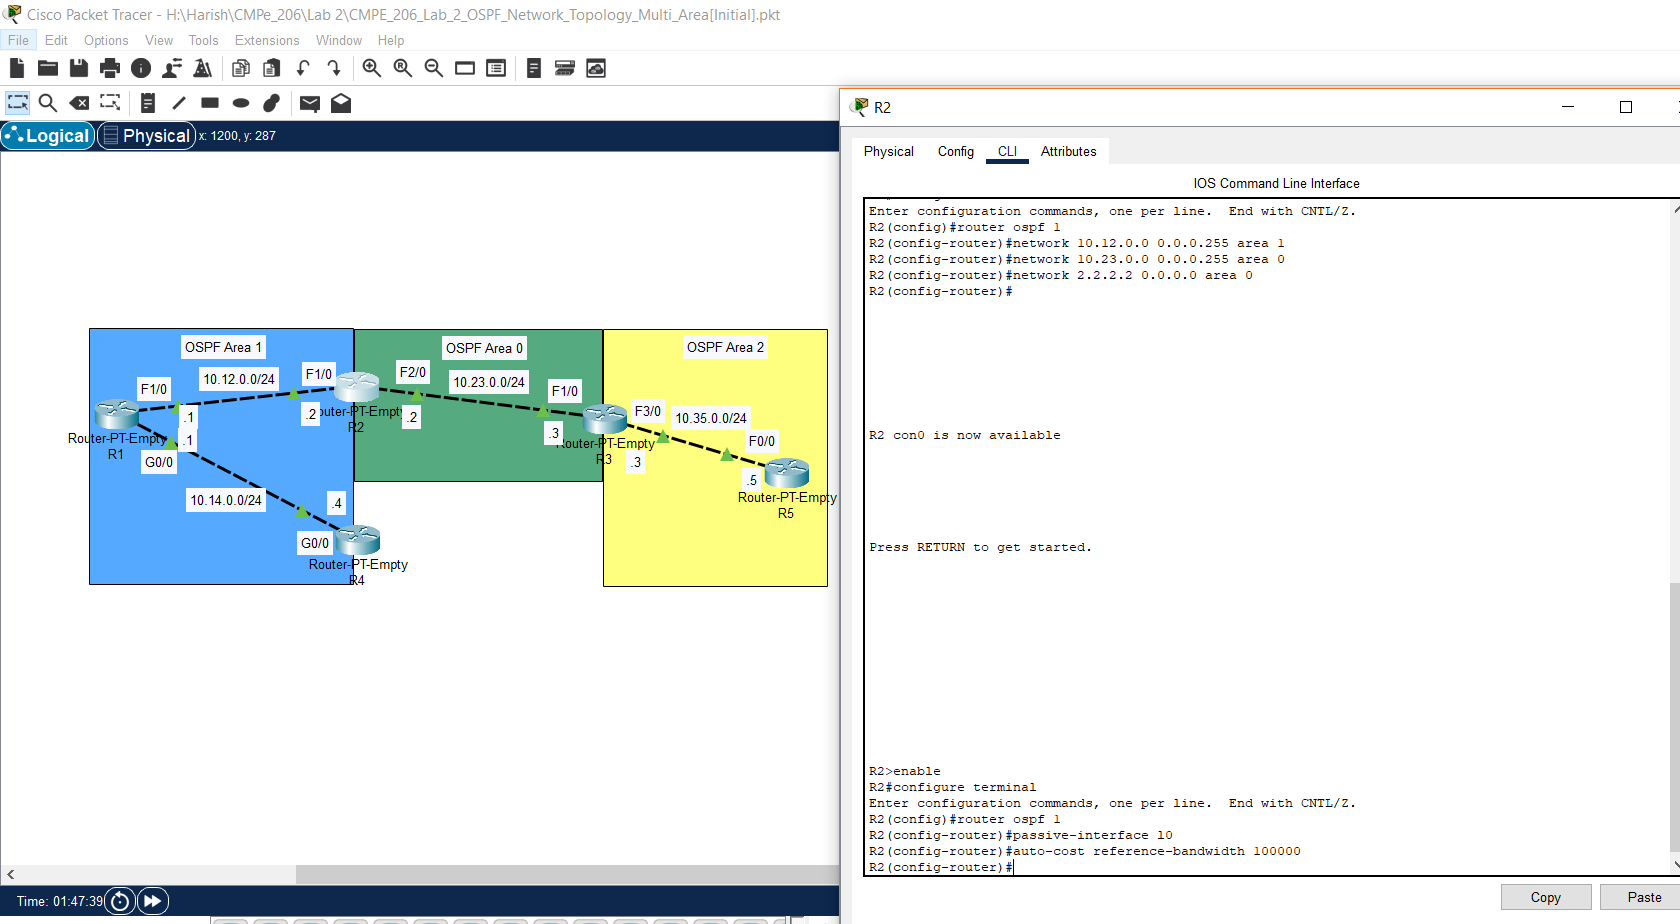 Cisco Packet Tracer - H:\Harish\CMPe_206\Lab 2\CMPE_206_Lab_2_OSPF_Network_Topology_Multi_Area[Initial].pkt
File Edit Options View Tools Extensions Window Help
Logical Physical x: 1200, y: 287
OSPF Area 1
OSPF Area 0
OSPF Area 2
F1/0
10.12.0.0/24
F1/0
F2/0
10.23.0.0/24
F1/0
F3/0
10.35.0.0/24
F0/0
.1
.1
.2
.2
.3
.3
.5
Router-PT-Empty
R1
outer-PT-Empty
R2
Router-PT-Empty
R3
Router-PT-Empty
R5
G0/0
10.14.0.0/24
.4
G0/0
Router-PT-Empty
R4
Time: 01:47:39
R2
Physical Config CLI Attributes
IOS Command Line Interface
Enter configuration commands, one per line.  End with CNTL/Z.
R2(config)#router ospf 1
R2(config-router)#network 10.12.0.0 0.0.0.255 area 1
R2(config-router)#network 10.23.0.0 0.0.0.255 area 0
R2(config-router)#network 2.2.2.2 0.0.0.0 area 0
R2(config-router)#
R2 con0 is now available
Press RETURN to get started.
R2>enable
R2#configure terminal
Enter configuration commands, one per line.  End with CNTL/Z.
R2(config)#router ospf 1
R2(config-router)#passive-interface l0
R2(config-router)#auto-cost reference-bandwidth 100000
R2(config-router)#
Copy Paste